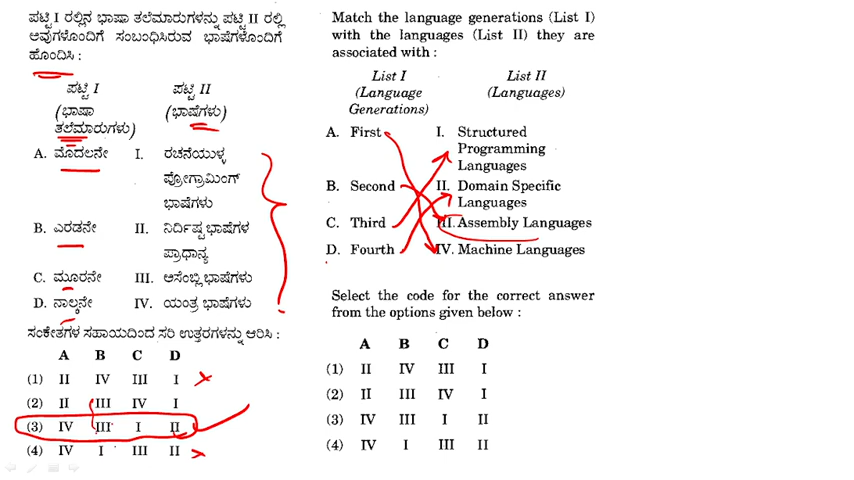 ಪಟ್ಟಿ I ರಲ್ಲಿನ ಭಾಷಾ ತಲೆಮಾರುಗಳನ್ನು ಪಟ್ಟಿ II ರಲ್ಲಿ
ಅವುಗಳೊಂದಿಗೆ ಸಂಬಂಧಿಸಿರುವ ಭಾಷೆಗಳೊಂದಿಗೆ
ಹೊಂದಿಸಿ :
ಪಟ್ಟಿ I ಪಟ್ಟಿ II
(ಭಾಷಾ (ಭಾಷೆಗಳು)
ತಲೆಮಾರುಗಳು)
A. ಮೊದಲನೇ I. ರಚನೆಯುಳ್ಳ
ಪ್ರೋಗ್ರಾಮಿಂಗ್
ಭಾಷೆಗಳು
B. ಎರಡನೇ II. ನಿರ್ದಿಷ್ಟ ಭಾಷೆಗಳ
ಪ್ರಾಧಾನ್ಯ
C. ಮೂರನೇ III. ಅಸೆಂಬ್ಲಿ ಭಾಷೆಗಳು
D. ನಾಲ್ಕನೇ IV. ಯಂತ್ರ ಭಾಷೆಗಳು
ಸಂಕೇತಗಳ ಸಹಾಯದಿಂದ ಸರಿ ಉತ್ತರಗಳನ್ನು ಆರಿಸಿ :
A B C D
(1) II IV III I
(2) II III IV I
(3) IV III I II
(4) IV I III II
Match the language generations (List I)
with the languages (List II) they are
associated with :
List I List II
(Language (Languages)
Generations)
A. First I. Structured
Programming
Languages
B. Second II. Domain Specific
Languages
C. Third III. Assembly Languages
D. Fourth IV. Machine Languages
Select the code for the correct answer
from the options given below :
A B C D
(1) II IV III I
(2) II III IV I
(3) IV III I II
(4) IV I III II